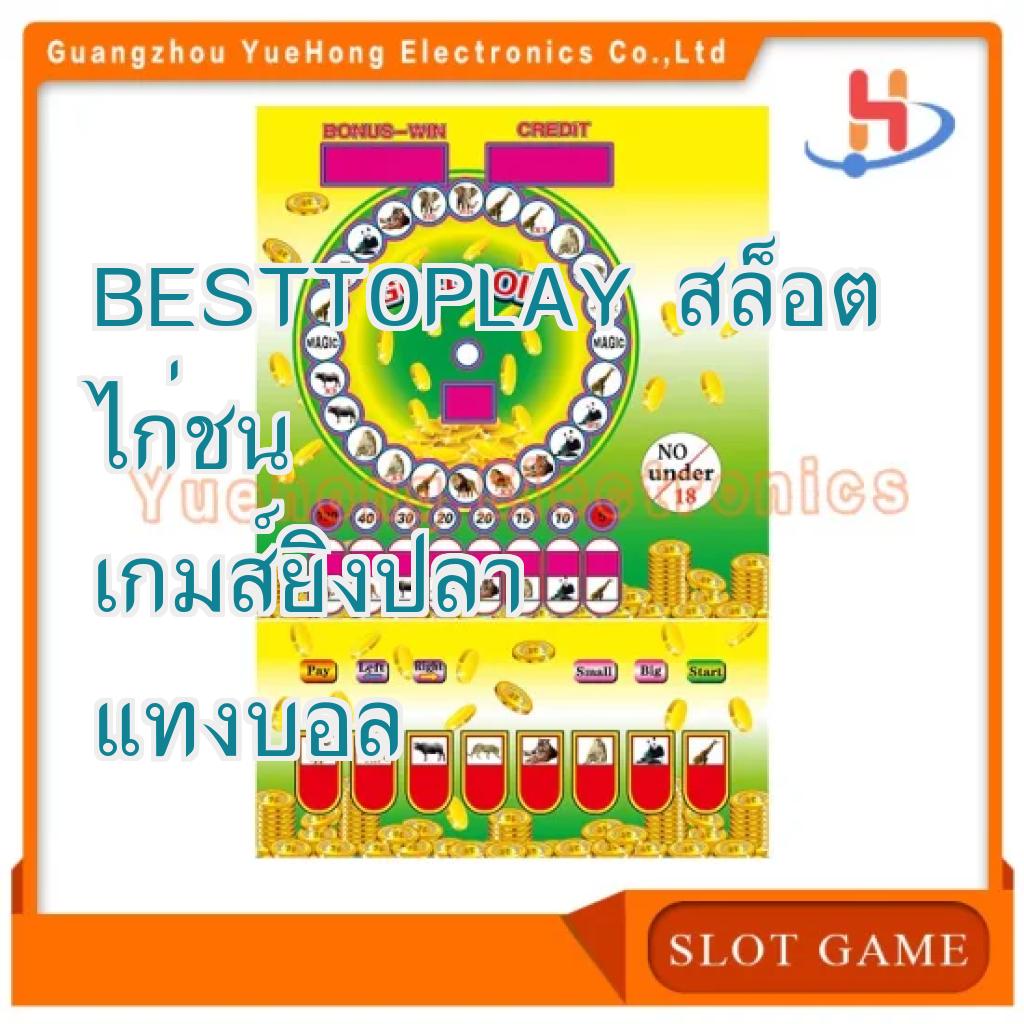 Guangzhou YueHong Electronics Co.,Ltd
BONUS-WIN CREDIT
BESTTOPLAY สล็อต
MAGIC MAGIC
ไก่ชน
NO
under
18
Yuehong Electronics
40 30 20 20 15 10 5
เกมส์ยิงปลา
Pay Left Right Small Big Start
แทงบอล
SLOT GAME